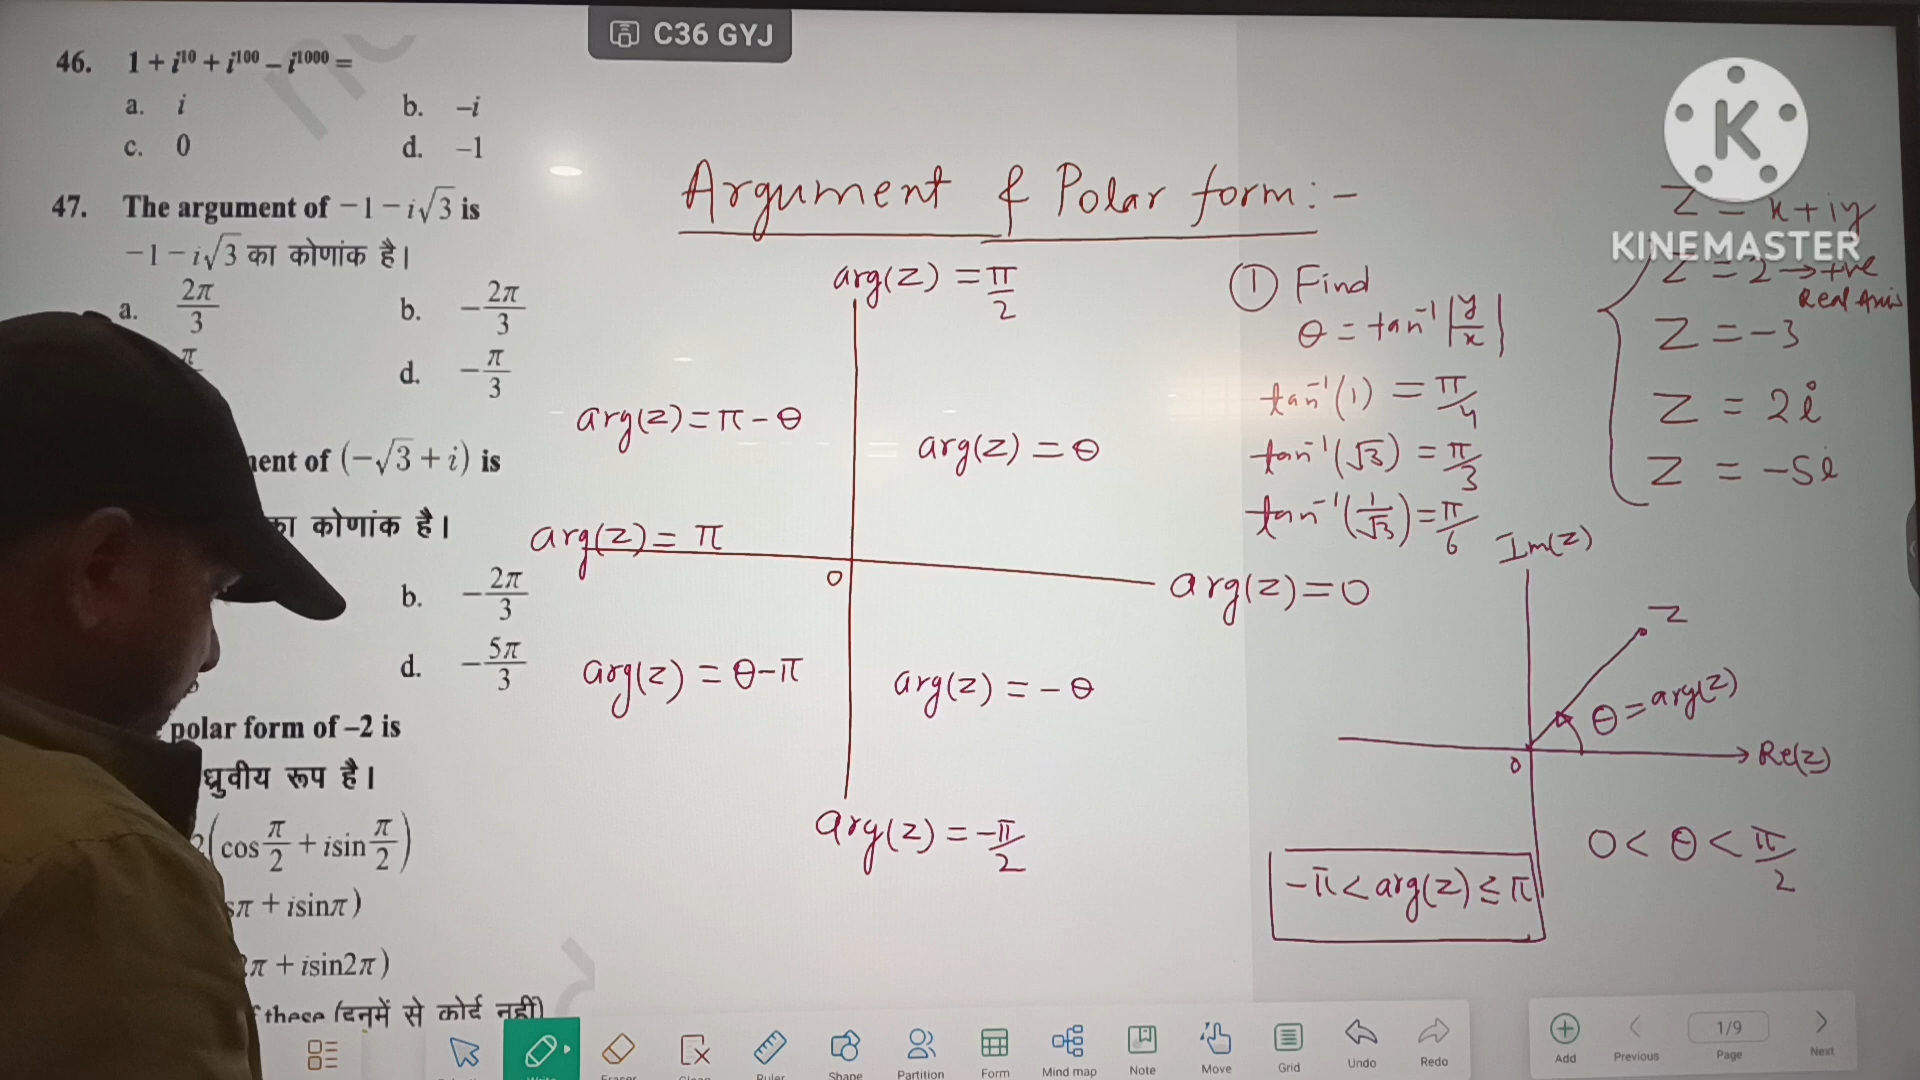 C36 GYJ
46. 1 + i¹⁰ + i¹⁰⁰ – i¹⁰⁰⁰ =
a. i b. –i
c. 0 d. –1
47. The argument of –1 – i√3 is
–1 – i√3 का कोणांक है।
a. 2π/3 b. –2π/3
π d. –π/3
of (–√3 + i) is
का कोणांक है।
b. –2π/3
d. –5π/3
polar form of –2 is
ध्रुवीय रूप है।
2(cos π/2 + isin π/2)
π + isinπ)
π + isin2π)
these (इनमें से कोई नहीं)
Argument & Polar form:-
arg(z) = π/2
arg(z) = π - θ
arg(z) = θ
arg(z) = π
0
arg(z) = 0
arg(z) = θ - π
arg(z) = - θ
arg(z) = -π/2
① Find
θ = tan⁻¹|y/x|
tan⁻¹(1) = π/4
tan⁻¹(√3) = π/3
tan⁻¹(1/√3) = π/6
K
KINEMASTER
Z = x + iy
Z = 2 → +ve
Real Axis
Z = -3
Z = 2i
Z = -5i
Im(z)
Z
θ = arg(z)
0
Re(z)
0 < θ < π/2
-π < arg(z) ≤ π
Write Eraser Clean Ruler Shape Partition Form Mind map Note Move Grid Undo Redo
Add Previous 1/9 Page Next